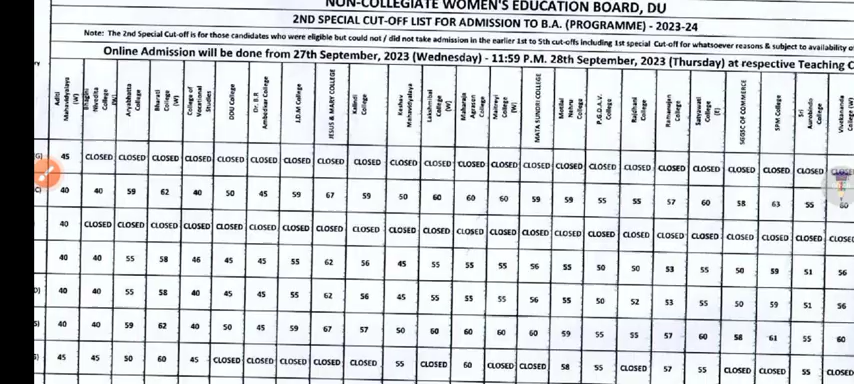 NON-COLLEGIATE WOMEN'S EDUCATION BOARD, DU
2ND SPECIAL CUT-OFF LIST FOR ADMISSION TO B.A. (PROGRAMME) - 2023-24
Note: The 2nd Special Cut-off is for those candidates who were eligible but could not / did not take admission in the earlier 1st to 5th cut-offs including 1st special Cut-off for whatsoever reasons & subject to availability o
Online Admission will be done from 27th September, 2023 (Wednesday) - 11:59 P.M. 28th September, 2023 (Thursday) at respective Teaching C
ry Aditi Mahavidyalaya (W) Bhagini Nivedita College (W) Aryabhatta College Bharati College (W) College of Vocational Studies DDU College Dr. B.R. Ambedkar College J.D.M College JESUS & MARY COLLEGE Kalindi College Keshav Mahavidyalaya Lakshmibai College (W) Maharaja Agrasen College Maitreyi College (W) MATA SUNDRI COLLEGE Motilal Nehru College P.G.D.A.V. College Rajdhani College Ramanujan College Satyawati College (E) SGGSC OF COMMERCE SPM College Sri Aurobindo College Vivekananda College (W)
G) 45 CLOSED CLOSED CLOSED CLOSED CLOSED CLOSED CLOSED CLOSED CLOSED CLOSED CLOSED CLOSED CLOSED CLOSED CLOSED CLOSED CLOSED CLOSED CLOSED CLOSED CLOSED CLOSED CLOSE
C) 40 40 59 62 40 50 45 59 67 59 50 60 60 60 59 59 55 55 57 60 58 63 55 60
40 CLOSED CLOSED CLOSED CLOSED CLOSED CLOSED CLOSED CLOSED CLOSED CLOSED CLOSED CLOSED CLOSED CLOSED CLOSED CLOSED CLOSED CLOSED CLOSED CLOSED CLOSED CLOSED CLOSE
40 40 55 58 46 45 45 55 62 56 45 55 55 55 56 55 50 50 53 55 50 59 51 56
D) 40 40 55 58 40 45 45 55 62 56 45 55 55 55 56 55 50 52 53 55 50 59 51 56
S) 40 40 59 62 40 50 45 59 67 57 50 60 60 60 60 59 55 55 57 60 58 61 55 60
45 45 50 60 45 CLOSED CLOSED CLOSED CLOSED CLOSED 55 CLOSED 60 CLOSED CLOSED 58 55 CLOSED 57 55 CLOSED CLOSED 55 CLOSED